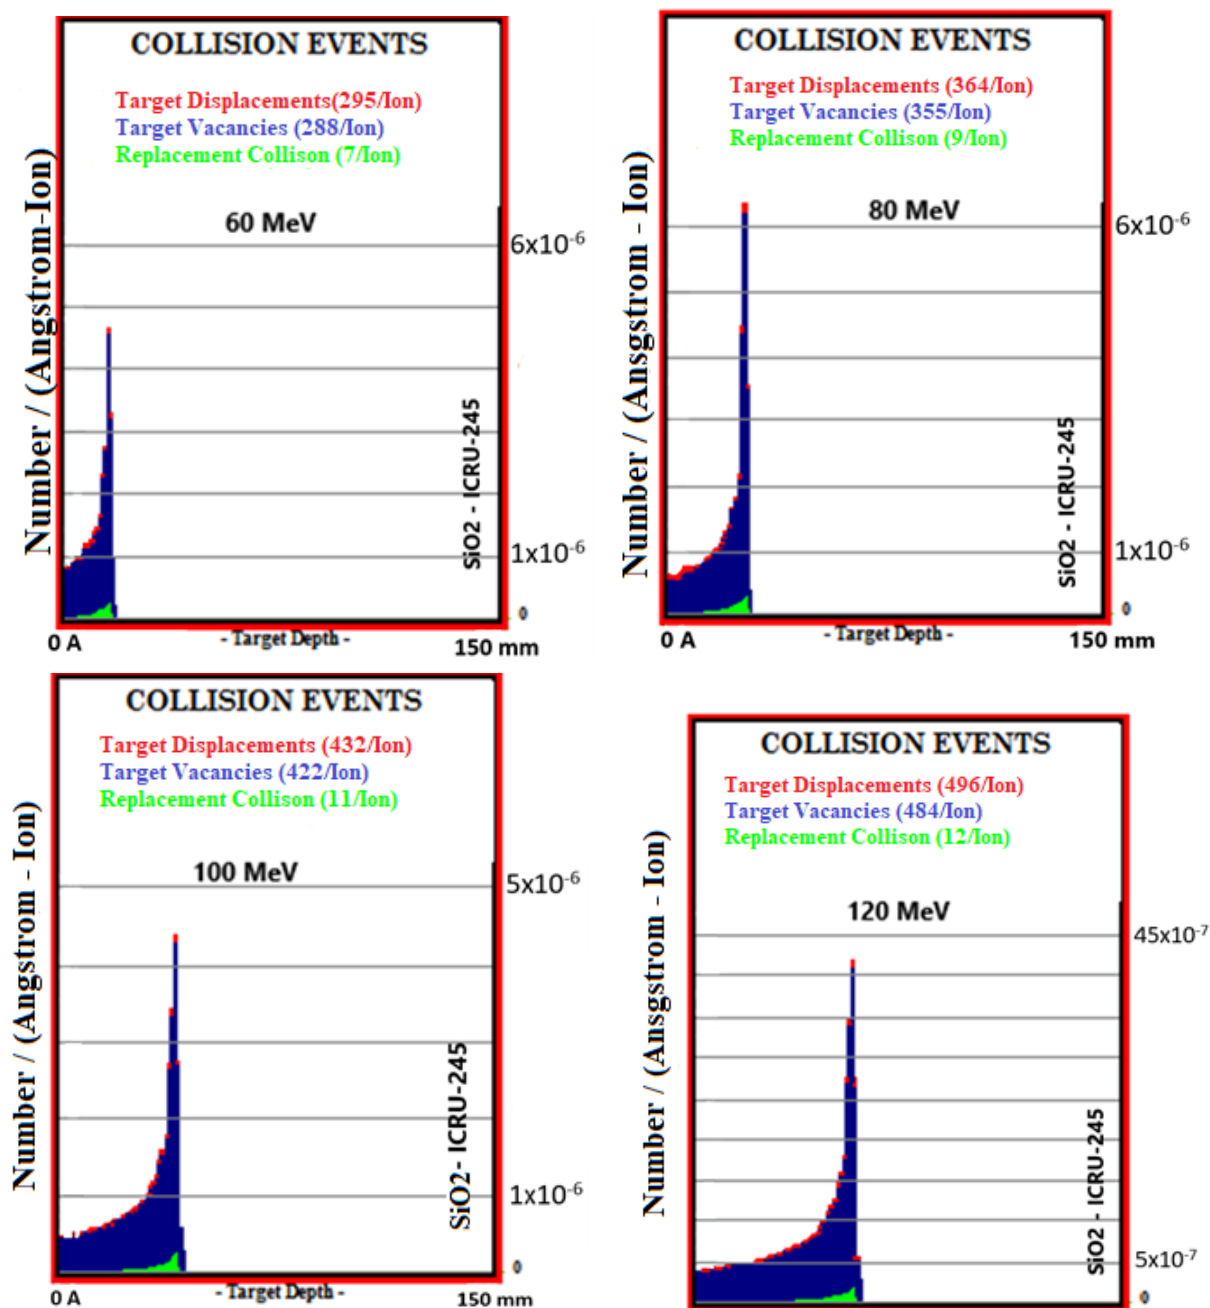 COLLISION EVENTS
Target Displacements(295/Ion)
Target Vacancies (288/Ion)
Replacement Collison (7/Ion)
60 MeV
Number / (Angstrom-Ion)
6x10⁻⁶
1x10⁻⁶
0
SiO2 - ICRU-245
0 A
- Target Depth -
150 mm
COLLISION EVENTS
Target Displacements (364/Ion)
Target Vacancies (355/Ion)
Replacement Collison (9/Ion)
80 MeV
Number / (Ansgstrom - Ion)
6x10⁻⁶
1x10⁻⁶
0
SiO2 - ICRU-245
0 A
- Target Depth -
150 mm
COLLISION EVENTS
Target Displacements (432/Ion)
Target Vacancies (422/Ion)
Replacement Collison (11/Ion)
100 MeV
Number / (Angstrom - Ion)
5x10⁻⁶
1x10⁻⁶
0
SiO2- ICRU-245
0 A
- Target Depth -
150 mm
COLLISION EVENTS
Target Displacements (496/Ion)
Target Vacancies (484/Ion)
Replacement Collison (12/Ion)
120 MeV
Number / (Ansgstrom - Ion)
45x10⁻⁷
5x10⁻⁷
0
SiO2 - ICRU-245